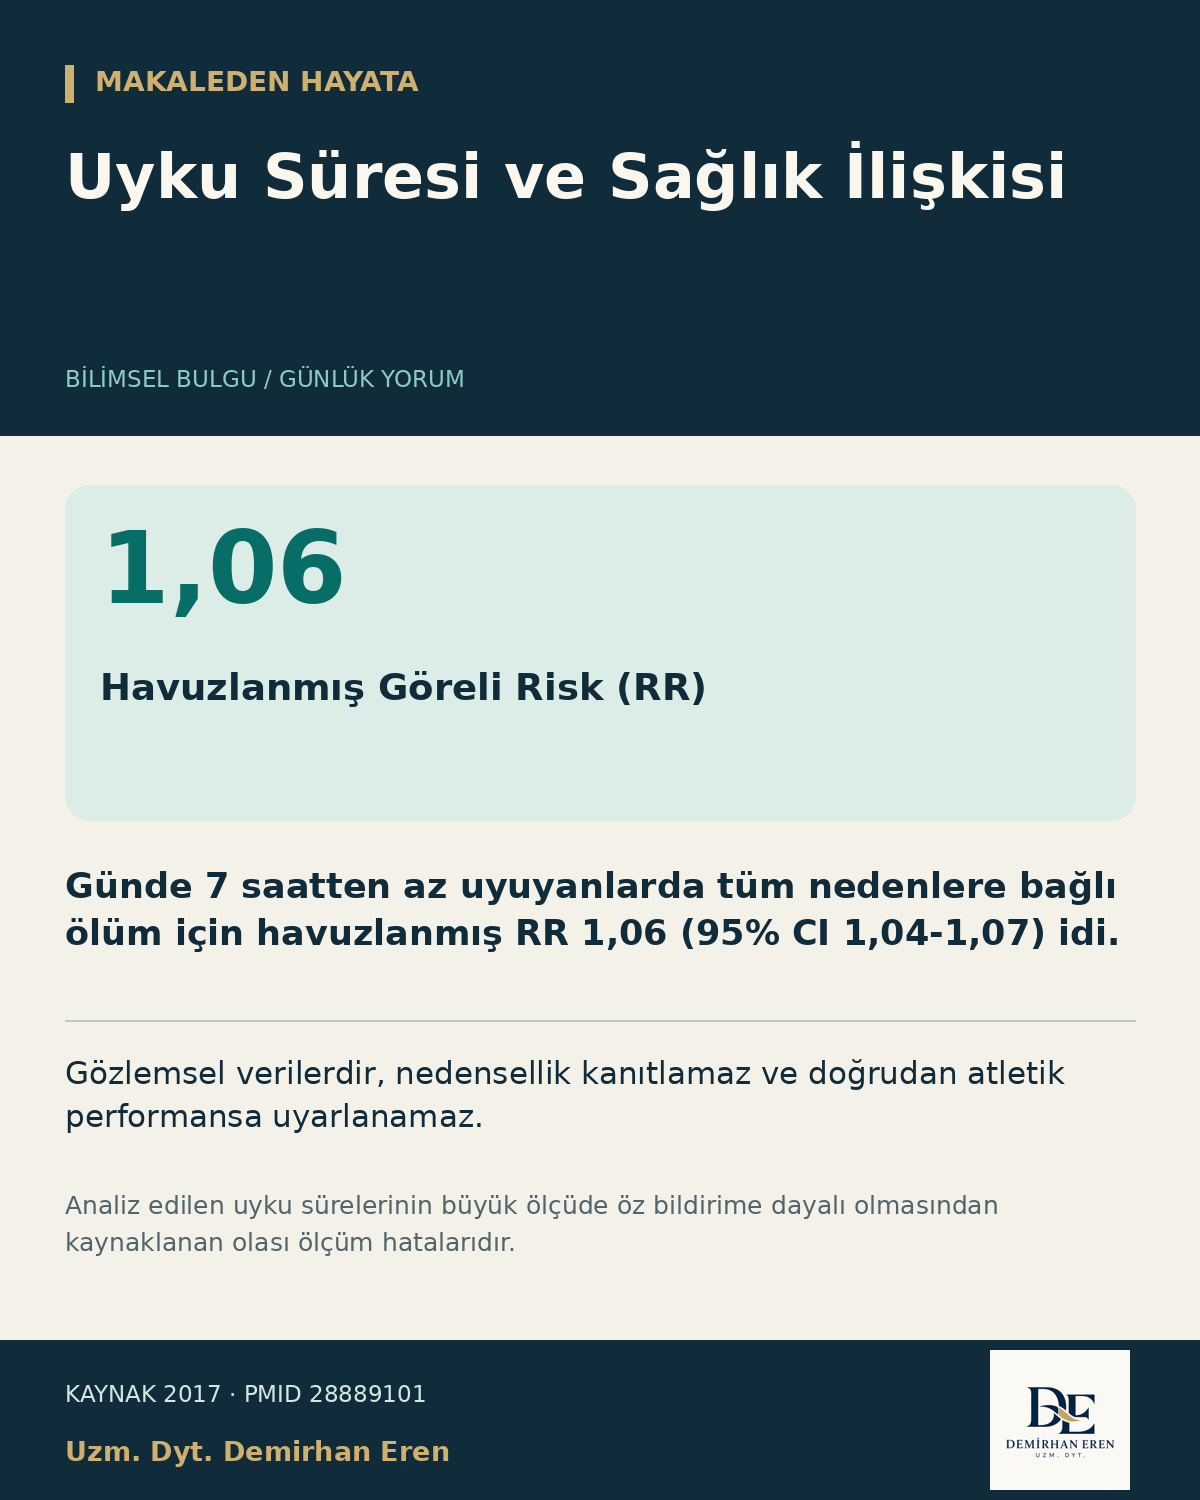 MAKALEDEN HAYATA
Uyku Süresi ve Sağlık İlişkisi
BİLİMSEL BULGU / GÜNLÜK YORUM
1,06
Havuzlanmış Göreli Risk (RR)
Günde 7 saatten az uyuyanlarda tüm nedenlere bağlı
ölüm için havuzlanmış RR 1,06 (95% CI 1,04-1,07) idi.
Gözlemsel verilerdir, nedensellik kanıtlamaz ve doğrudan atletik
performansa uyarlanamaz.
Analiz edilen uyku sürelerinin büyük ölçüde öz bildirime dayalı olmasından
kaynaklanan olası ölçüm hatalarıdır.
KAYNAK 2017 · PMID 28889101
Uzm. Dyt. Demirhan Eren
DE
DEMİRHAN EREN
UZM. DYT.